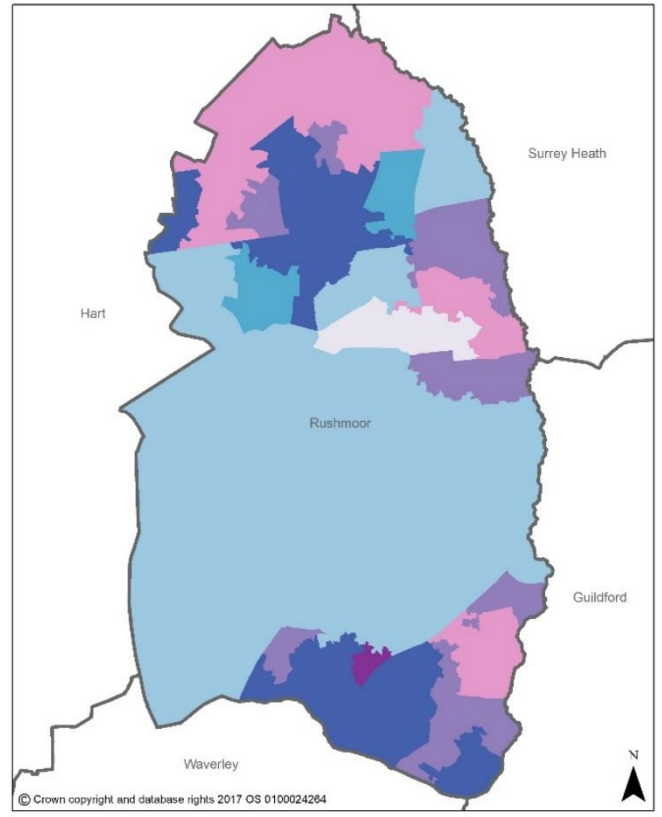 Surrey Heath
Hart
Rushmoor
Guildford
Waverley
N
© Crown copyright and database rights 2017 OS 0100024264